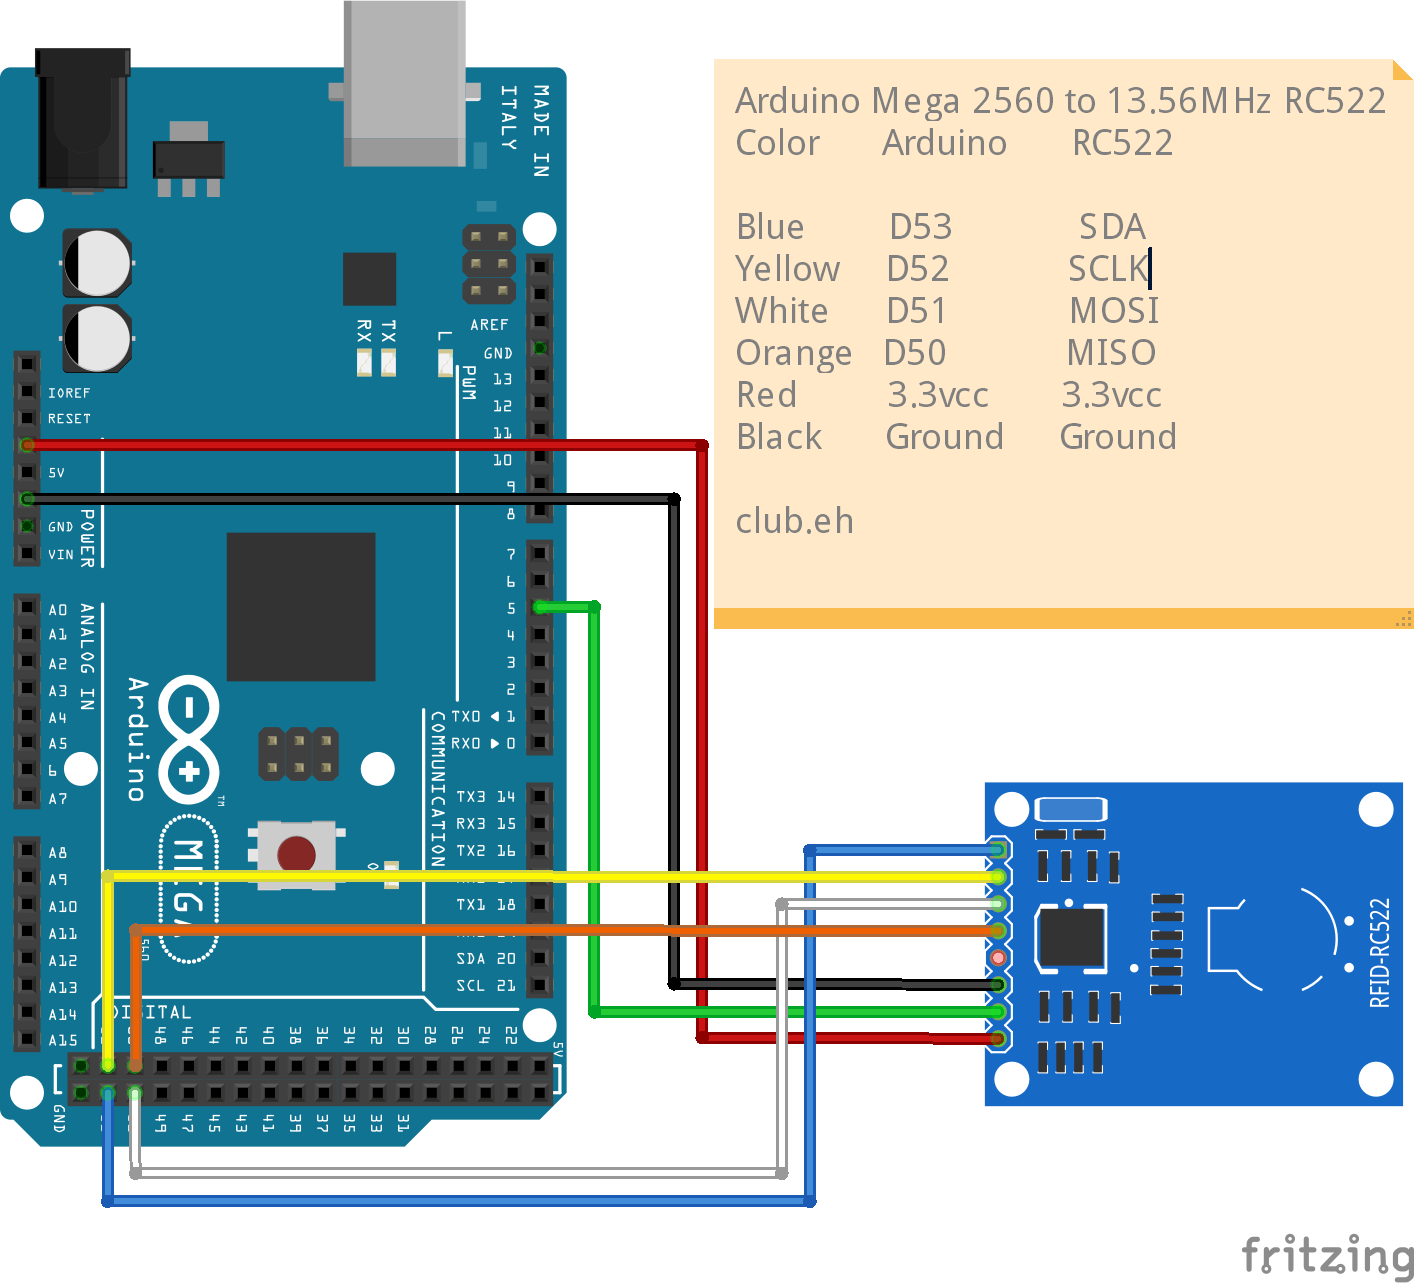 MADE IN
ITALY
Arduino Mega 2560 to 13.56MHz RC522
Color Arduino RC522
Blue D53 SDA
Yellow D52 SCLK
White D51 MOSI
Orange D50 MISO
Red 3.3vcc 3.3vcc
Black Ground Ground
club.eh
RX
TX
L
AREF
GND
13
12
11
10
9
8
PWM
IOREF
RESET
5V
GND
VIN
POWER
7
6
5
4
3
2
TX0 1
RX0 0
A0
A1
A2
A3
A4
A5
6
A7
ANALOG IN
Arduino
TM
MEGA
COMMUNICATION
TX3 14
RX3 15
TX2 16
TX1 18
SDA 20
SCL 21
A8
A9
A10
A11
A12
A13
A14
A15
DIGITAL
48 46 44 42 40 38 36 34 32 30 28 26 24 22
5V
GND
49 47 45 43 41 39 37 35 33 31
RFID-RC522
fritzing